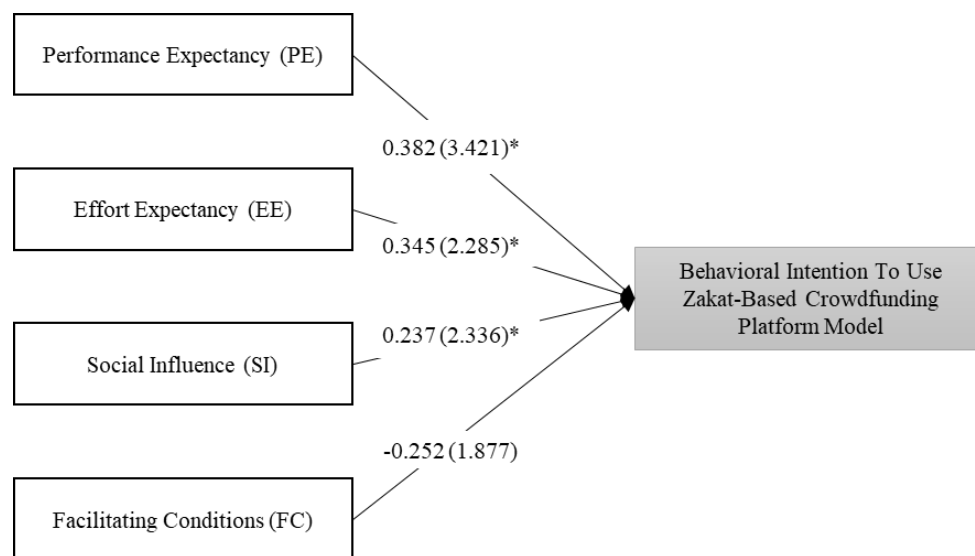 Performance Expectancy (PE)
0.382 (3.421)*
Effort Expectancy (EE)
0.345 (2.285)*
Behavioral Intention To Use
Zakat-Based Crowdfunding
Platform Model
0.237 (2.336)*
Social Influence (SI)
-0.252 (1.877)
Facilitating Conditions (FC)